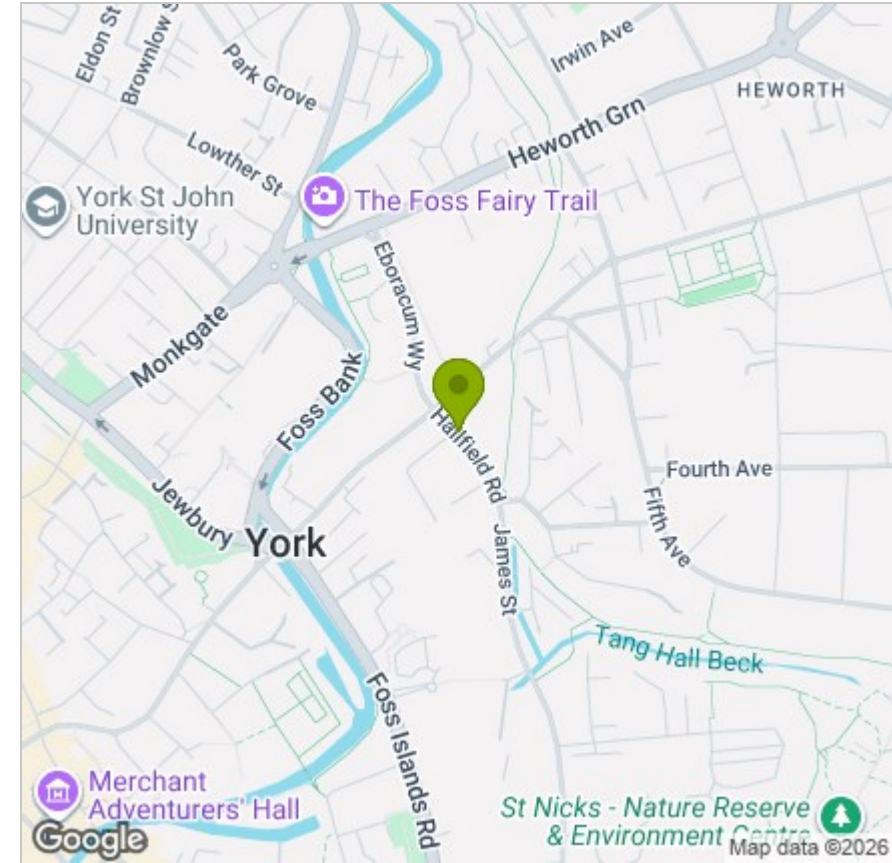 Eldon St
Brownlow S
Park Grove
Lowther St
York St John
University
The Foss Fairy Trail
Irwin Ave
HEWORTH
Heworth Grn
Eboracum Wy
Monkgate
Foss Bank
Hallfield Rd
Jewbury
York
Fourth Ave
Fifth Ave
James St
Tang Hall Beck
Foss Islands Rd
Merchant
Adventurers' Hall
St Nicks - Nature Reserve
& Environment Centre
Google
Map data ©2026